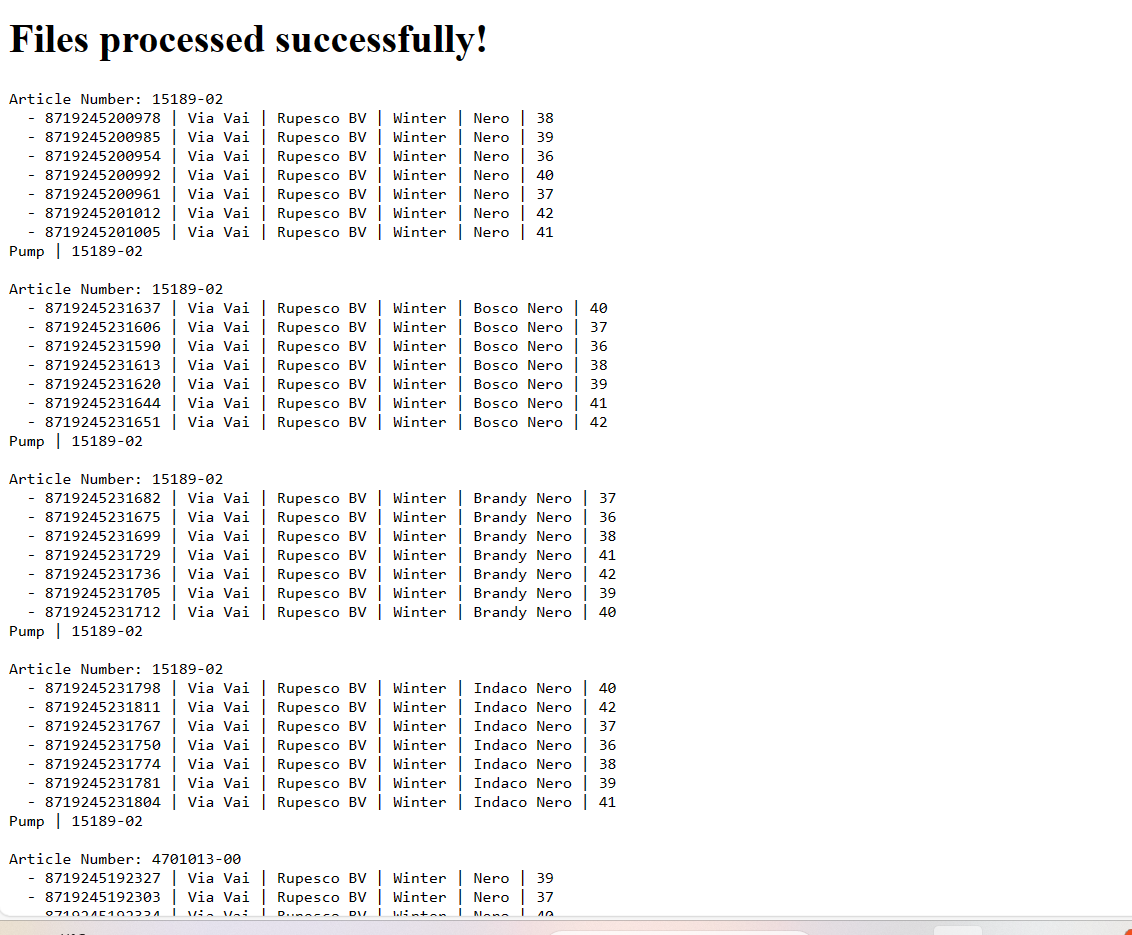 Files processed successfully!
Article Number: 15189-02
- 8719245200978 | Via Vai | Rupesco BV | Winter | Nero | 38
- 8719245200985 | Via Vai | Rupesco BV | Winter | Nero | 39
- 8719245200954 | Via Vai | Rupesco BV | Winter | Nero | 36
- 8719245200992 | Via Vai | Rupesco BV | Winter | Nero | 40
- 8719245200961 | Via Vai | Rupesco BV | Winter | Nero | 37
- 8719245201012 | Via Vai | Rupesco BV | Winter | Nero | 42
- 8719245201005 | Via Vai | Rupesco BV | Winter | Nero | 41
Pump | 15189-02
Article Number: 15189-02
- 8719245231637 | Via Vai | Rupesco BV | Winter | Bosco Nero | 40
- 8719245231606 | Via Vai | Rupesco BV | Winter | Bosco Nero | 37
- 8719245231590 | Via Vai | Rupesco BV | Winter | Bosco Nero | 36
- 8719245231613 | Via Vai | Rupesco BV | Winter | Bosco Nero | 38
- 8719245231620 | Via Vai | Rupesco BV | Winter | Bosco Nero | 39
- 8719245231644 | Via Vai | Rupesco BV | Winter | Bosco Nero | 41
- 8719245231651 | Via Vai | Rupesco BV | Winter | Bosco Nero | 42
Pump | 15189-02
Article Number: 15189-02
- 8719245231682 | Via Vai | Rupesco BV | Winter | Brandy Nero | 37
- 8719245231675 | Via Vai | Rupesco BV | Winter | Brandy Nero | 36
- 8719245231699 | Via Vai | Rupesco BV | Winter | Brandy Nero | 38
- 8719245231729 | Via Vai | Rupesco BV | Winter | Brandy Nero | 41
- 8719245231736 | Via Vai | Rupesco BV | Winter | Brandy Nero | 42
- 8719245231705 | Via Vai | Rupesco BV | Winter | Brandy Nero | 39
- 8719245231712 | Via Vai | Rupesco BV | Winter | Brandy Nero | 40
Pump | 15189-02
Article Number: 15189-02
- 8719245231798 | Via Vai | Rupesco BV | Winter | Indaco Nero | 40
- 8719245231811 | Via Vai | Rupesco BV | Winter | Indaco Nero | 42
- 8719245231767 | Via Vai | Rupesco BV | Winter | Indaco Nero | 37
- 8719245231750 | Via Vai | Rupesco BV | Winter | Indaco Nero | 36
- 8719245231774 | Via Vai | Rupesco BV | Winter | Indaco Nero | 38
- 8719245231781 | Via Vai | Rupesco BV | Winter | Indaco Nero | 39
- 8719245231804 | Via Vai | Rupesco BV | Winter | Indaco Nero | 41
Pump | 15189-02
Article Number: 4701013-00
- 8719245192327 | Via Vai | Rupesco BV | Winter | Nero | 39
- 8719245192303 | Via Vai | Rupesco BV | Winter | Nero | 37
- 8719245192334 | Via Vai | Rupesco BV | Winter | Nero | 40